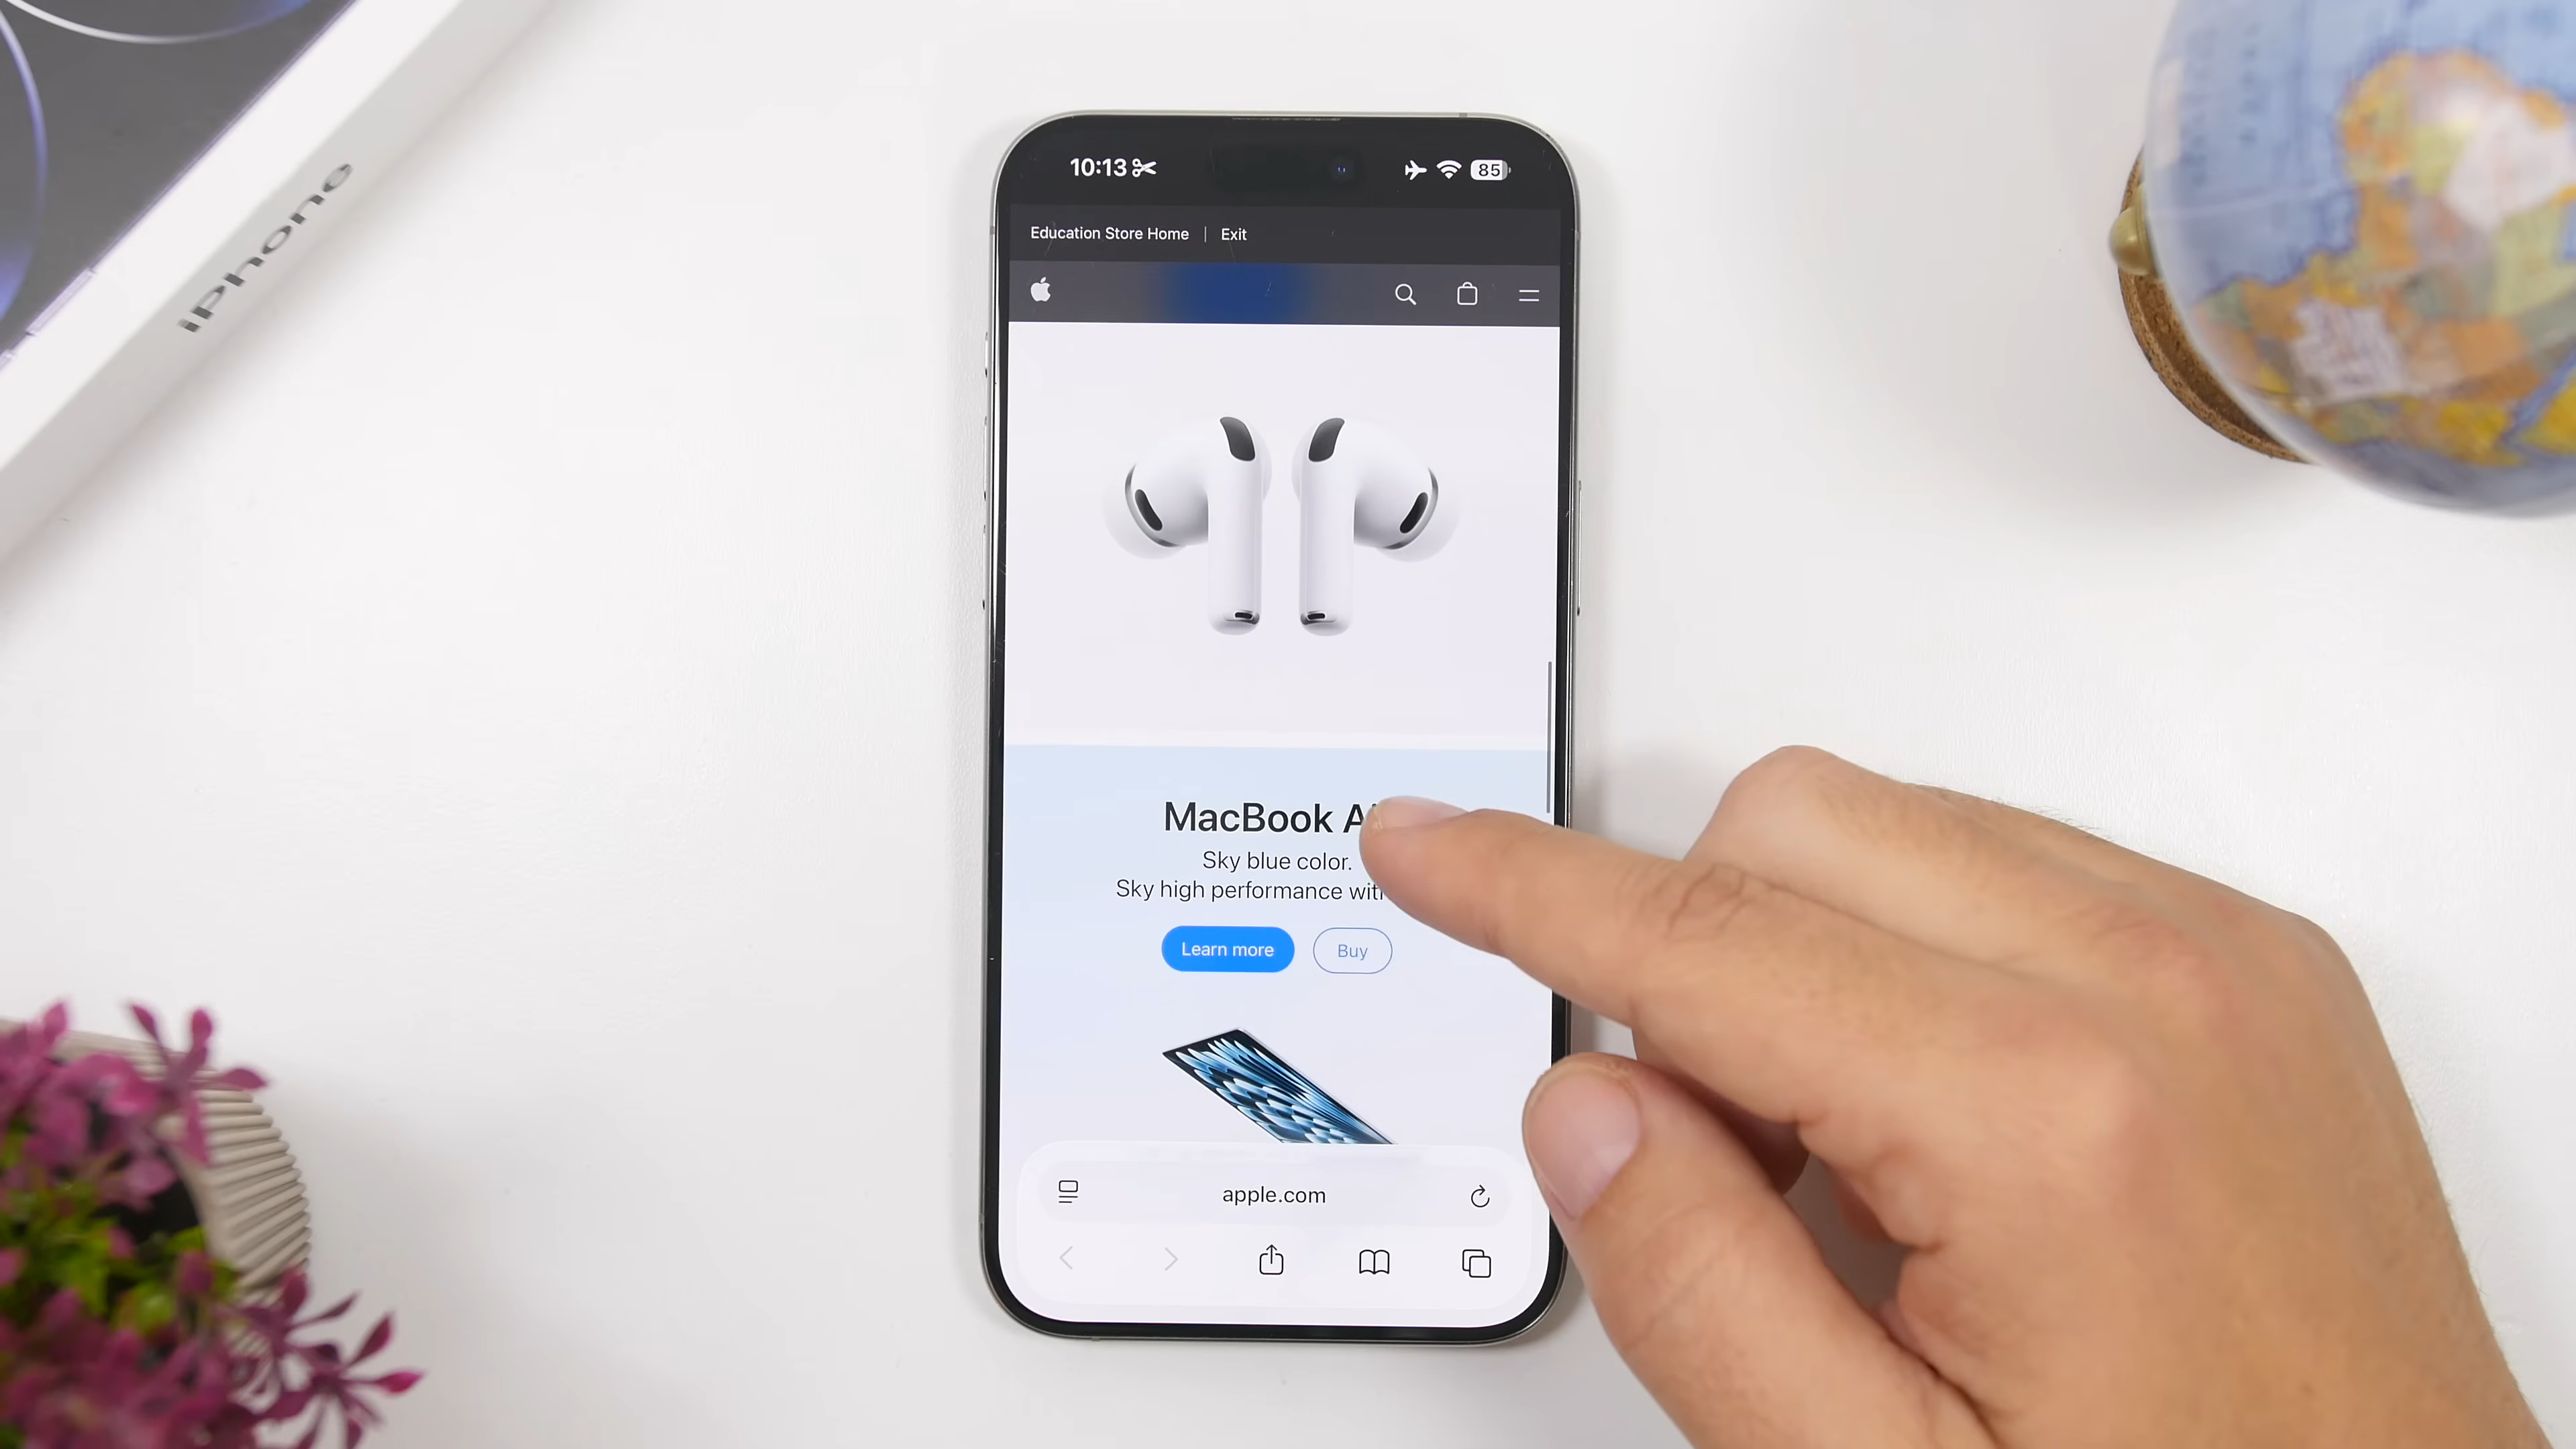 iPhone
10:13
85
Education Store Home | Exit
MacBook A
Sky blue color.
Sky high performance wit
Learn more
Buy
apple.com